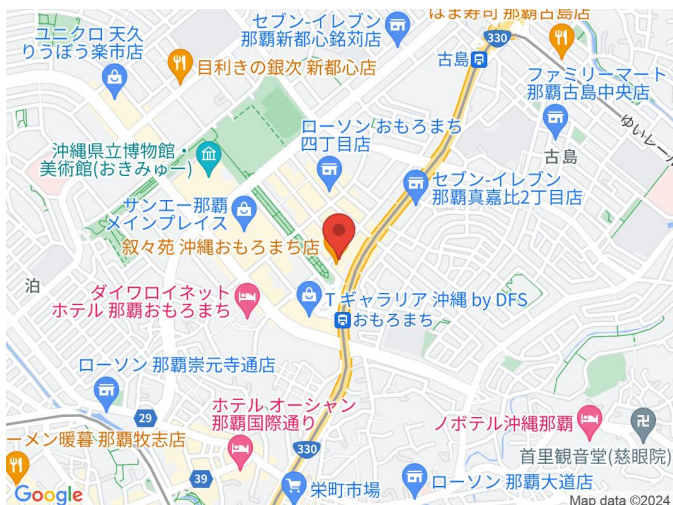 ユニクロ 天久
りうぼう楽市店
セブン-イレブン
那覇新都心銘苅店
はま寿司 那覇古島店
330
古島
目利きの銀次 新都心店
ファミリーマート
那覇古島中央店
ゆいレール
ローソン おもろまち
四丁目店
沖縄県立博物館・
美術館(おきみゅー)
古島
セブン-イレブン
那覇真嘉比2丁目店
サンエー那覇
メインプレイス
叙々苑 沖縄おもろまち店
泊
ダイワロイネット
ホテル 那覇おもろまち
T ギャラリア 沖縄 by DFS
おもろまち
ローソン 那覇崇元寺通店
29
ホテル オーシャン
那覇国際通り
ノボテル沖縄那覇
ーメン暖暮 那覇牧志店
330
首里観音堂(慈眼院)
39
栄町市場
ローソン 那覇大道店
Google
Map data ©2024